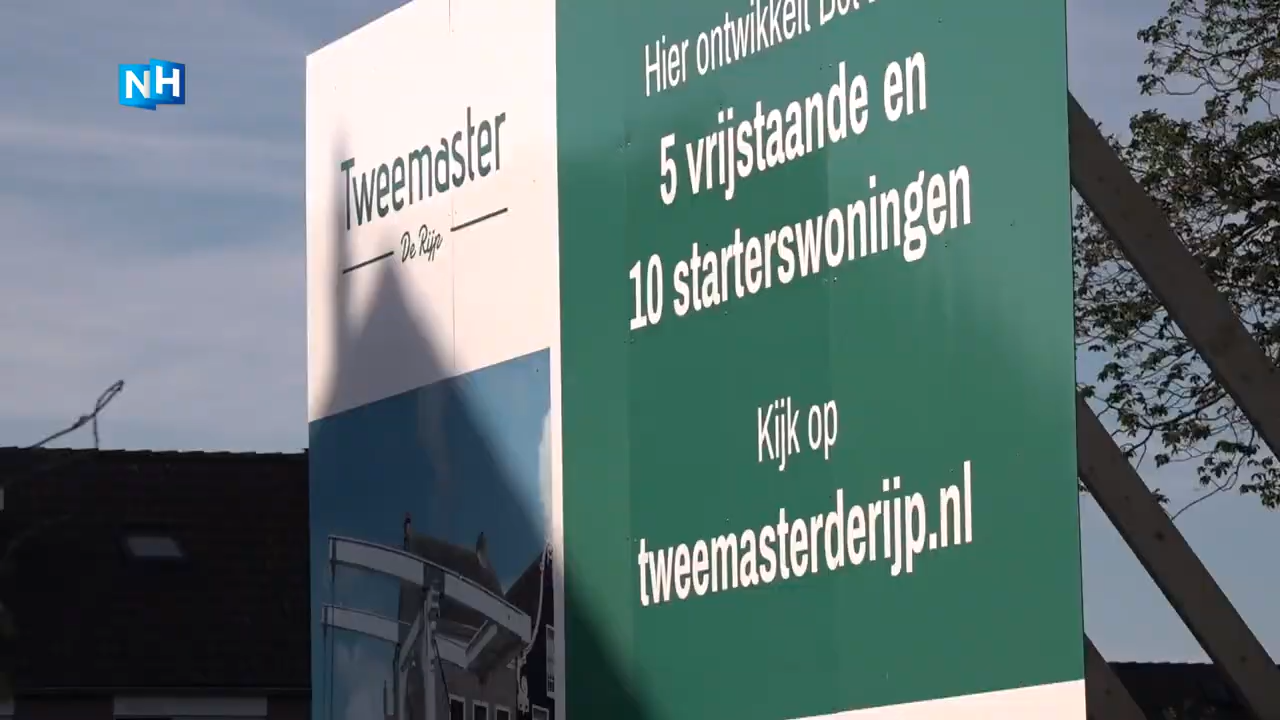 NH
Tweemaster
De Rijp
Hier ontwikkelt
5 vrijstaande en
10 starterswoningen
Kijk op
tweemasterderijp.nl